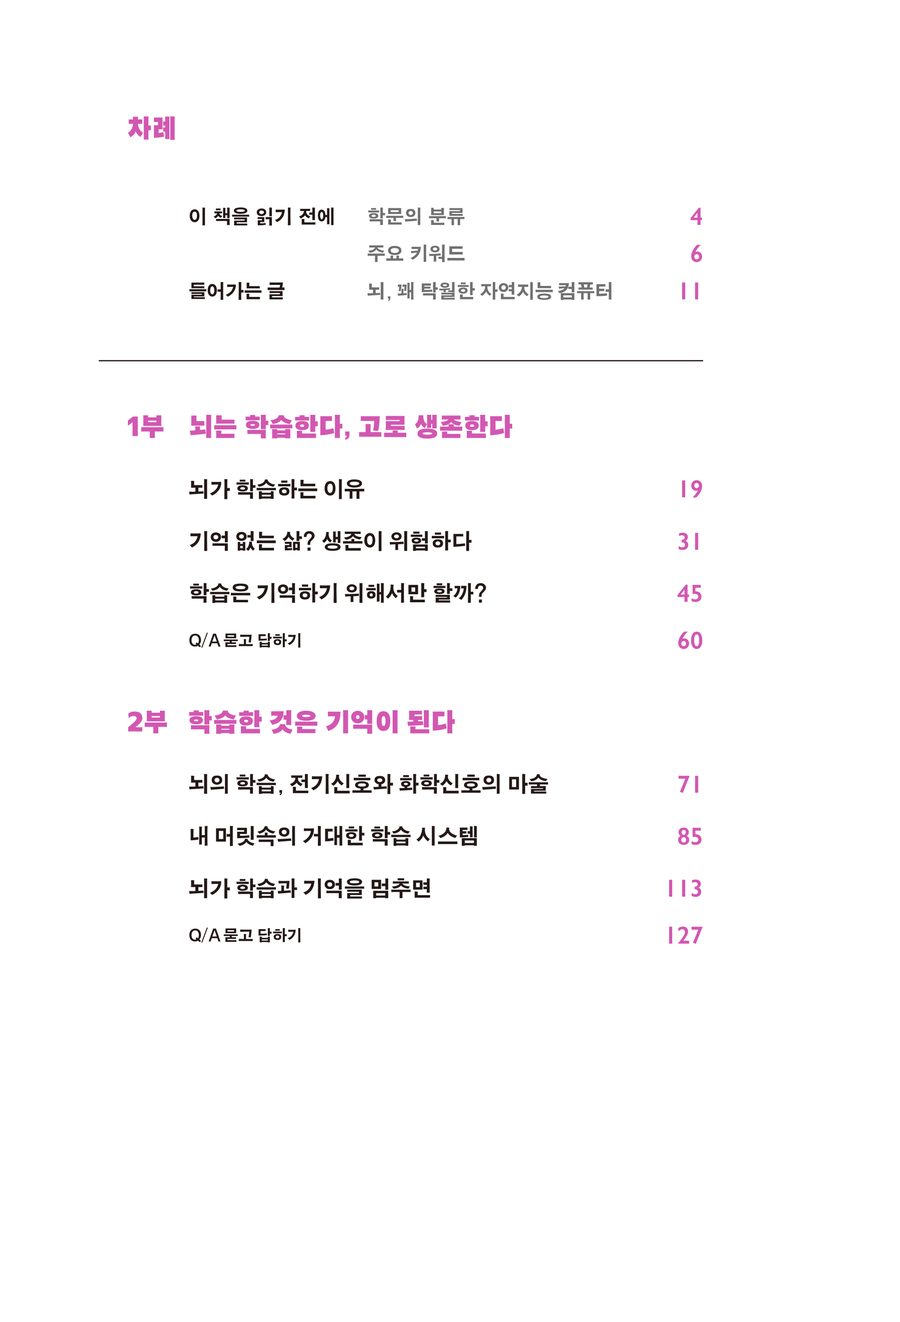 차례
이 책을 읽기 전에 학문의 분류 4
주요 키워드 6
들어가는 글 뇌, 꽤 탁월한 자연지능 컴퓨터 11
1부 뇌는 학습한다, 고로 생존한다
뇌가 학습하는 이유 19
기억 없는 삶? 생존이 위험하다 31
학습은 기억하기 위해서만 할까? 45
Q/A 묻고 답하기 60
2부 학습한 것은 기억이 된다
뇌의 학습, 전기신호와 화학신호의 마술 71
내 머릿속의 거대한 학습 시스템 85
뇌가 학습과 기억을 멈추면 113
Q/A 묻고 답하기 127